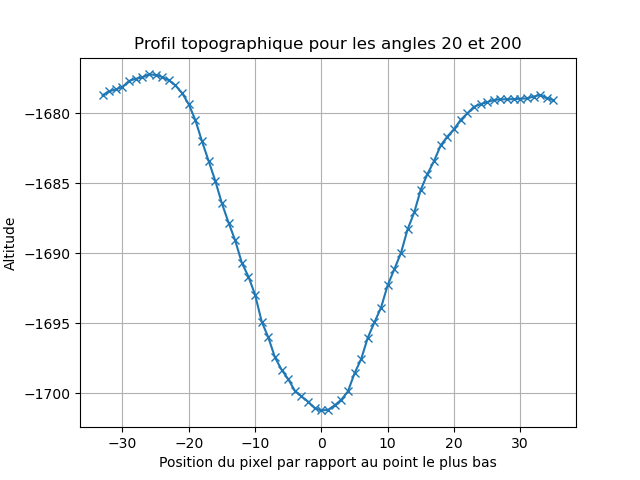 Profil topographique pour les angles 20 et 200
Altitude
−1680
−1685
−1690
−1695
−1700
−30 −20 −10 0 10 20 30
Position du pixel par rapport au point le plus bas